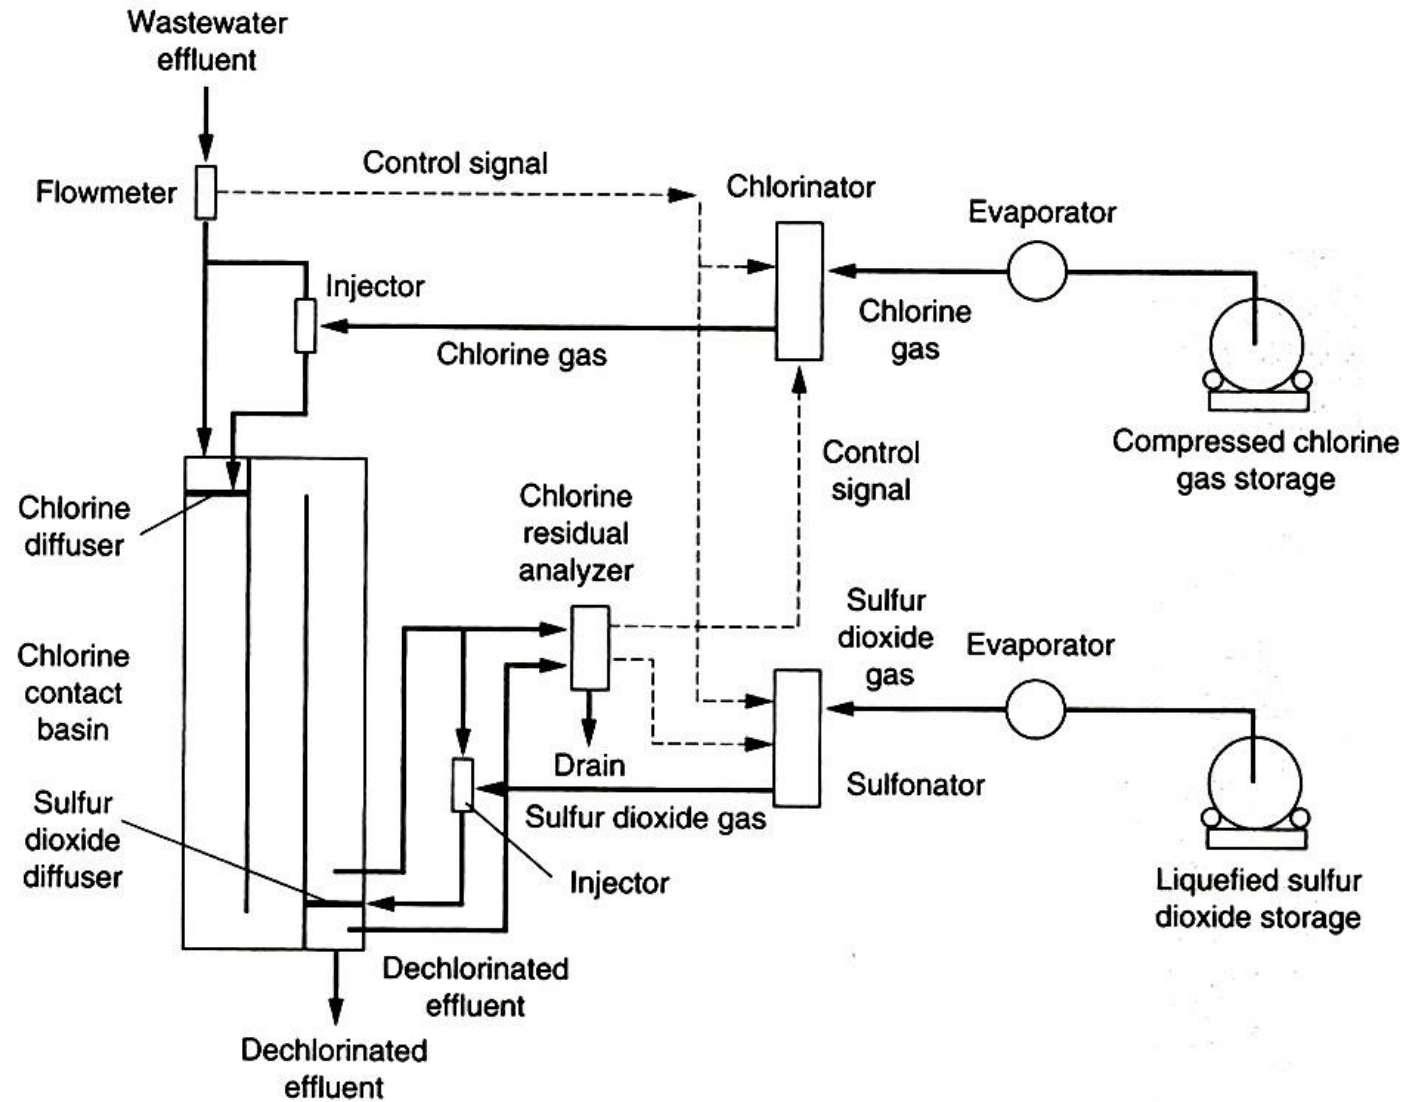 Wastewater
effluent
Control signal
Flowmeter
Chlorinator
Evaporator
Injector
Chlorine gas
Chlorine
gas
Compressed chlorine
gas storage
Control
signal
Chlorine
diffuser
Chlorine
residual
analyzer
Sulfur
dioxide
gas
Evaporator
Chlorine
contact
basin
Drain
Sulfonator
Sulfur
dioxide
diffuser
Sulfur dioxide gas
Injector
Liquefied sulfur
dioxide storage
Dechlorinated
effluent
Dechlorinated
effluent